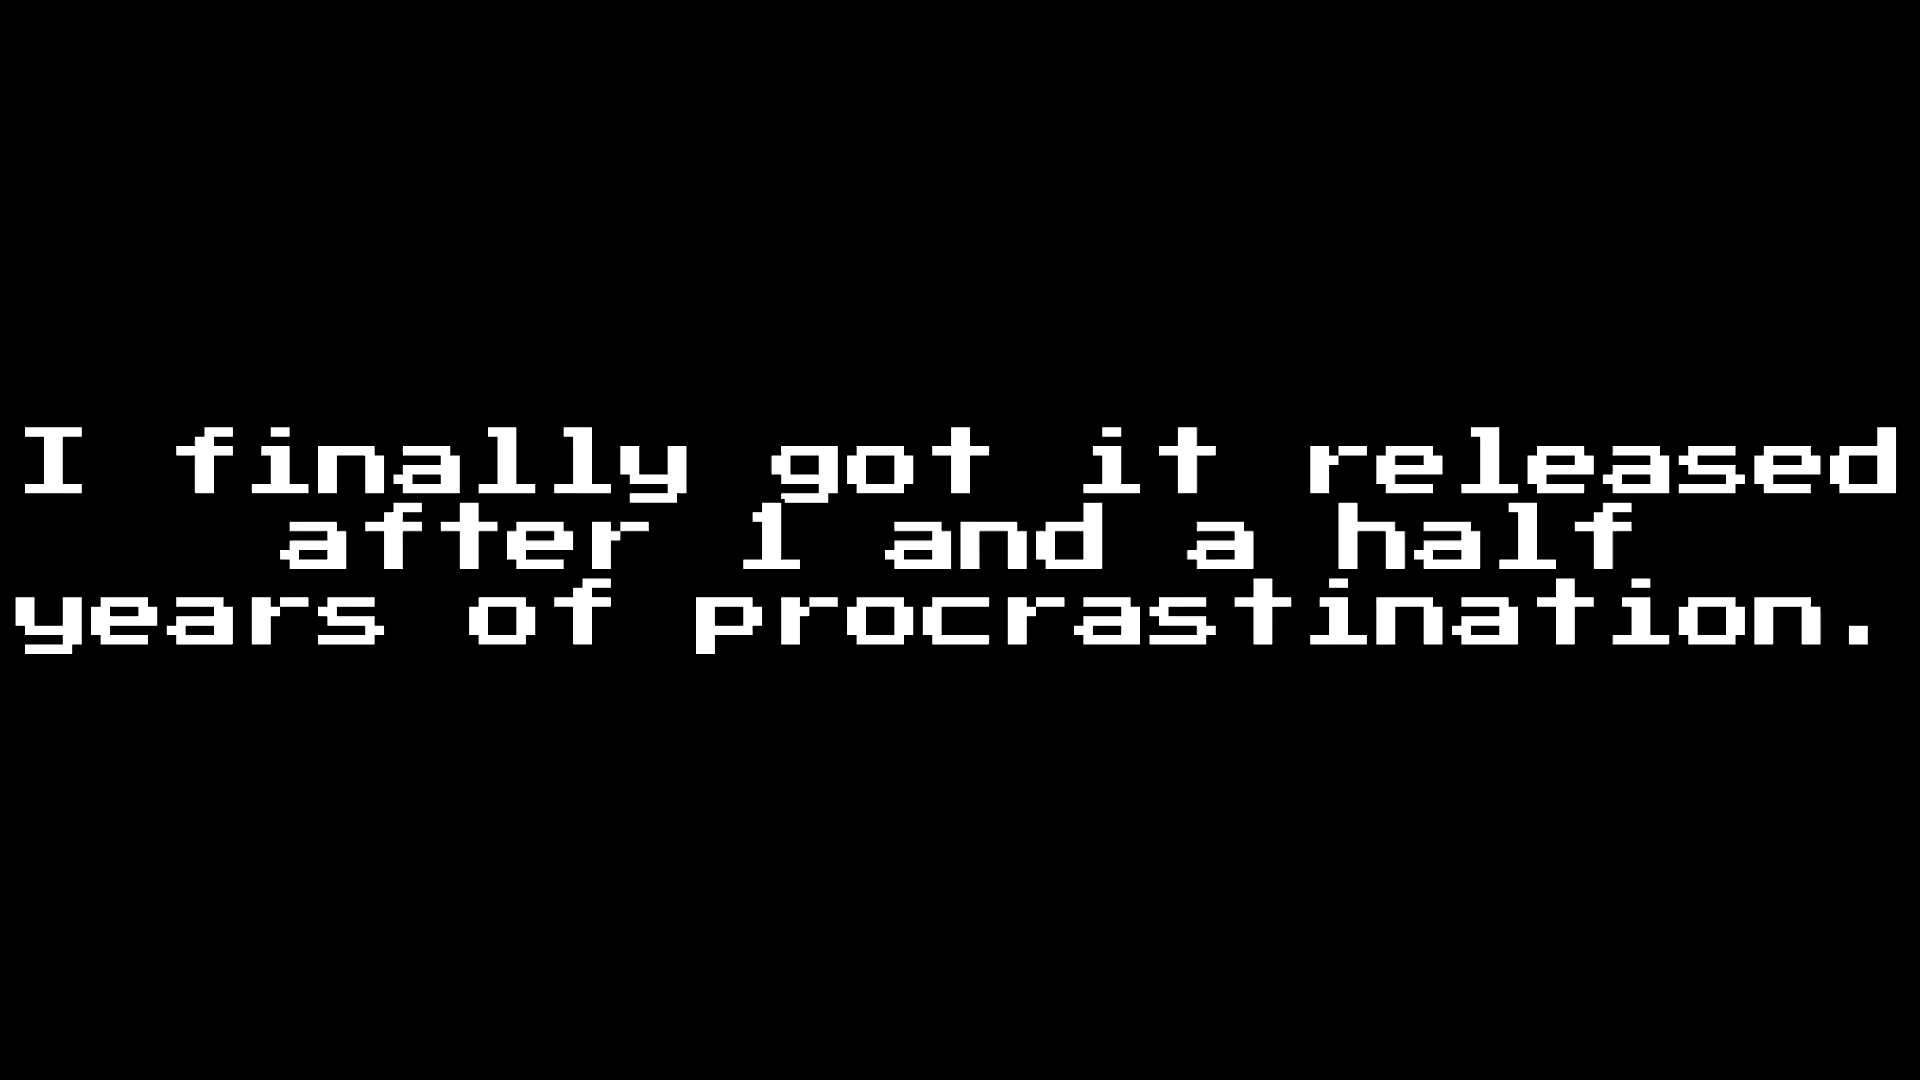 I finally got it released
after 1 and a half
years of procrastination.